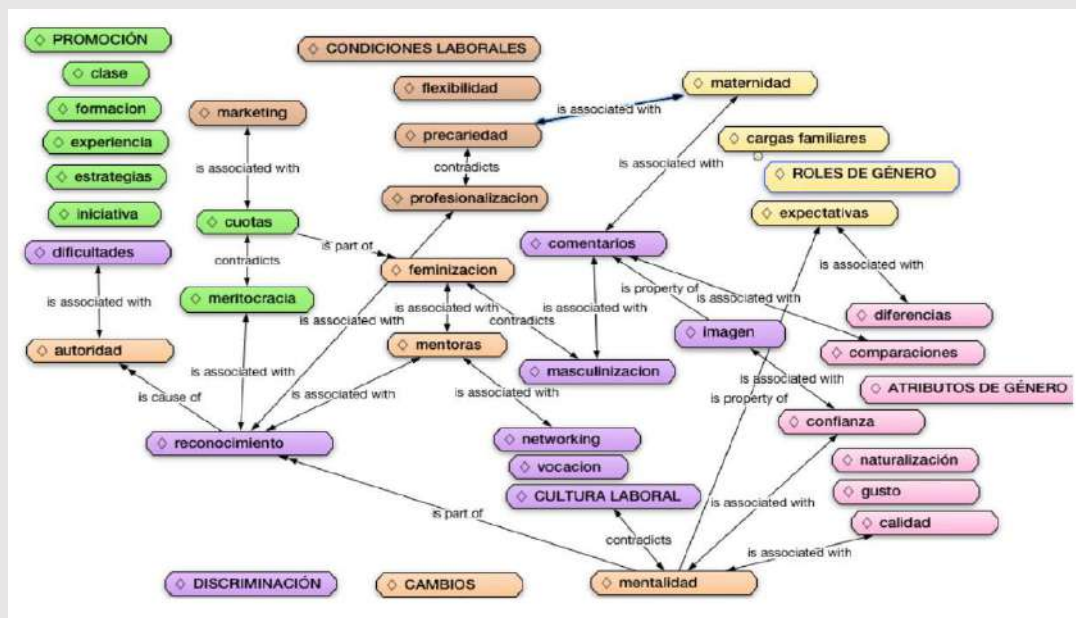 ◇ PROMOCIÓN
◇ clase
◇ formacion
◇ experiencia
◇ estrategias
◇ iniciativa
◇ dificultades
is associated with
◇ autoridad
is cause of
◇ reconocimiento
◇ marketing
is associated with
◇ cuotas
contradicts
◇ meritocracia
is associated with
is part of
◇ CONDICIONES LABORALES
◇ flexibilidad
◇ precariedad
contradicts
◇ profesionalizacion
is associated with
◇ feminizacion
is associated with
contradicts
◇ mentoras
is associated with
is associated with
◇ maternidad
is associated with
is associated with
◇ cargas familiares
◇ ROLES DE GÉNERO
◇ expectativas
is associated with
◇ comentarios
is property of
is associated with
is associated with
◇ imagen
◇ masculinizacion
◇ diferencias
◇ comparaciones
◇ ATRIBUTOS DE GÉNERO
is associated with
is property of
◇ confianza
◇ naturalización
◇ gusto
◇ calidad
is associated with
is associated with
◇ networking
◇ vocacion
◇ CULTURA LABORAL
contradicts
is part of
◇ mentalidad
◇ DISCRIMINACIÓN
◇ CAMBIOS